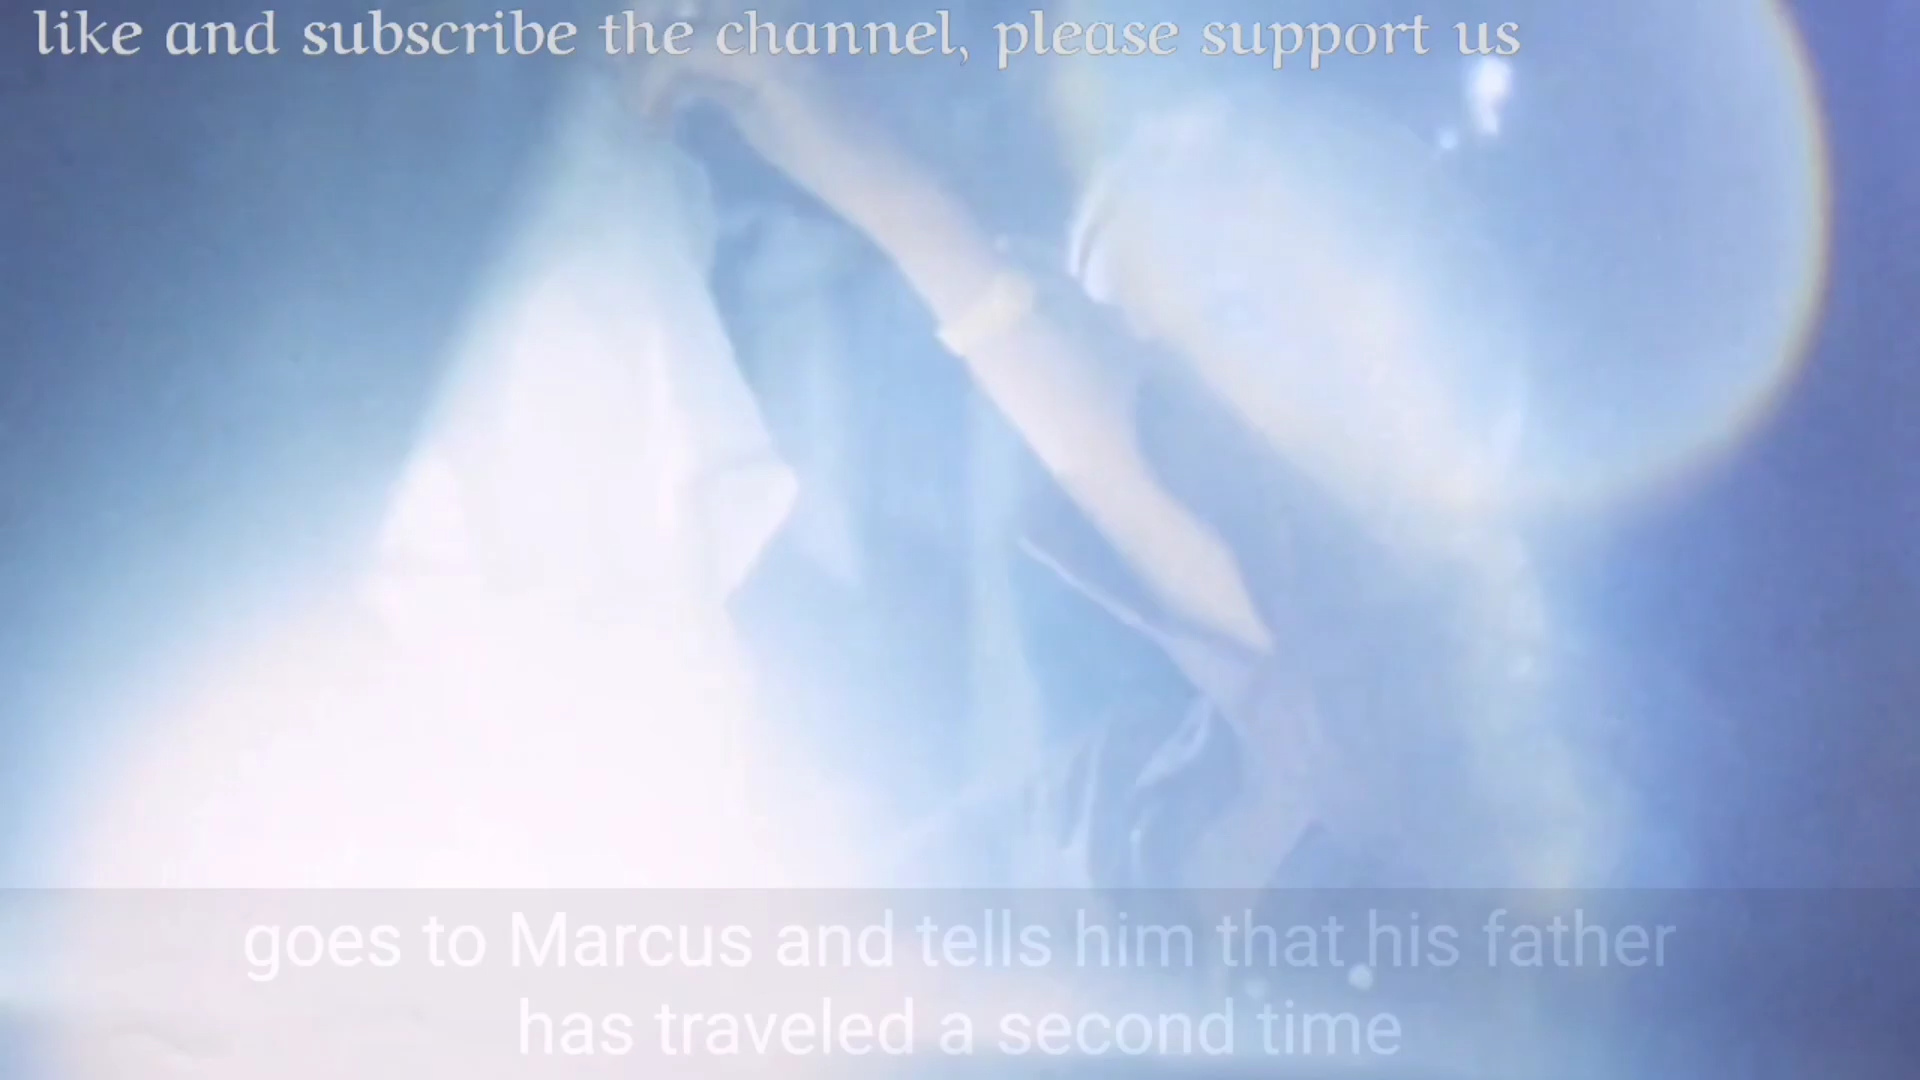 like and subscribe the channel, please support us
goes to Marcus and tells him that his father
has traveled a second time